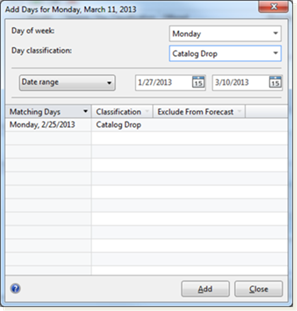 Add Days for Monday, March 11, 2013
Day of week:
Monday
Day classification:
Catalog Drop
Date range
1/27/2013
15
3/10/2013
15
Matching Days
Classification
Exclude From Forecast
Monday, 2/25/2013
Catalog Drop
?
Add
Close